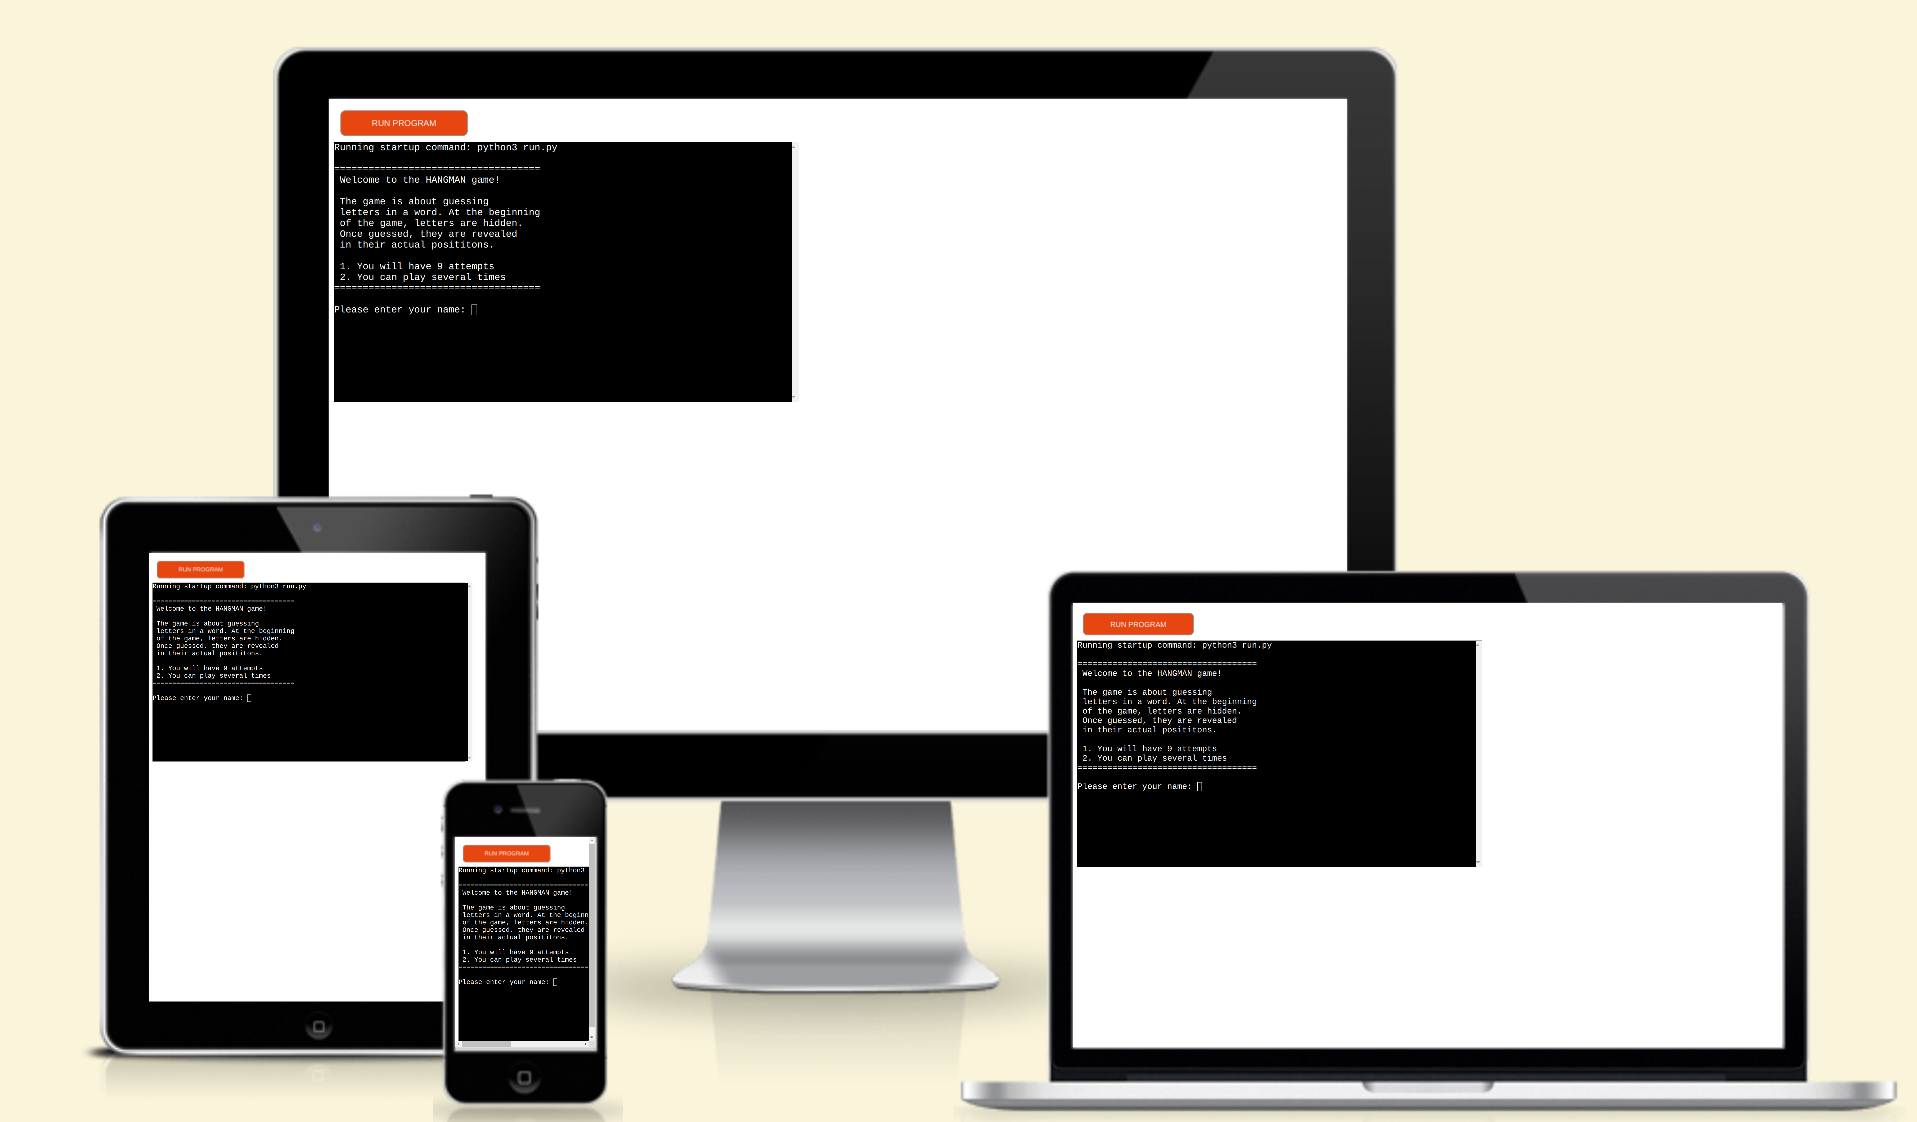 RUN PROGRAM
Running startup command: python3 run.py
====================================
Welcome to the HANGMAN game!
The game is about guessing
letters in a word. At the beginning
of the game, letters are hidden.
Once guessed, they are revealed
in their actual posititons.
1. You will have 9 attempts
2. You can play several times
====================================
Please enter your name:
RUN PROGRAM
Running startup command: python3 run.py
====================================
Welcome to the HANGMAN game!
The game is about guessing
letters in a word. At the beginning
of the game, letters are hidden.
Once guessed, they are revealed
in their actual posititons.
1. You will have 9 attempts
2. You can play several times
====================================
Please enter your name:
RUN PROGRAM
Running startup command: python3
=================================
Welcome to the HANGMAN game!
The game is about guessing
letters in a word. At the beginn
of the game, letters are hidden.
Once guessed, they are revealed
in their actual posititons.
1. You will have 9 attempts
2. You can play several times
=================================
Please enter your name:
RUN PROGRAM
Running startup command: python3 run.py
====================================
Welcome to the HANGMAN game!
The game is about guessing
letters in a word. At the beginning
of the game, letters are hidden.
Once guessed, they are revealed
in their actual posititons.
1. You will have 9 attempts
2. You can play several times
====================================
Please enter your name: